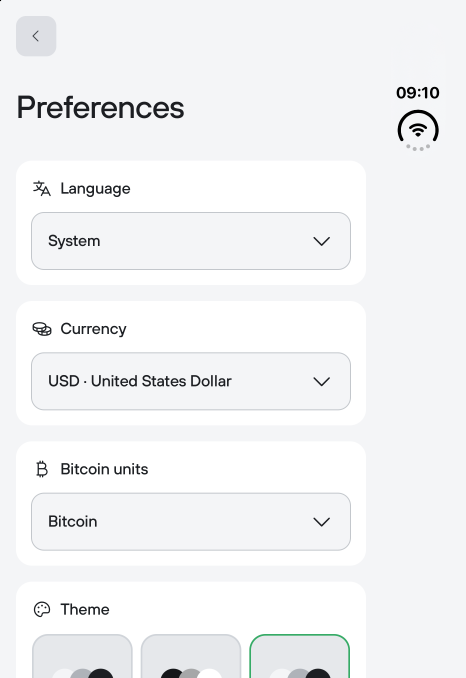 09:10
Preferences
Language
System
Currency
USD · United States Dollar
Bitcoin units
Bitcoin
Theme